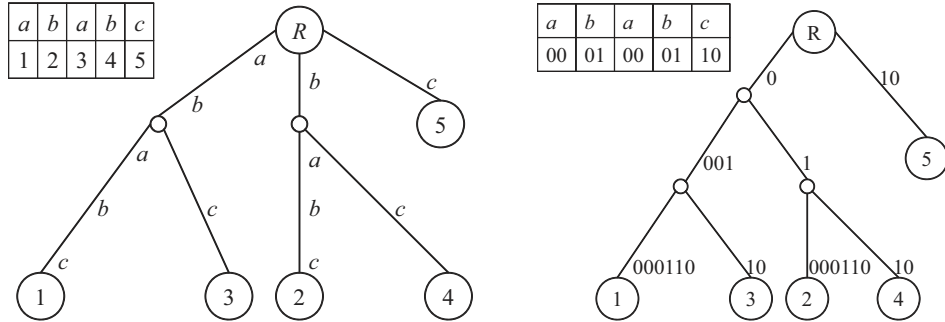 a b a b c
1 2 3 4 5
R
a b c
b
5
a a
b c b c
c c
1 3 2 4
a b a b c
00 01 00 01 10
R
0 10
5
001 1
000110 10 000110 10
1 3 2 4